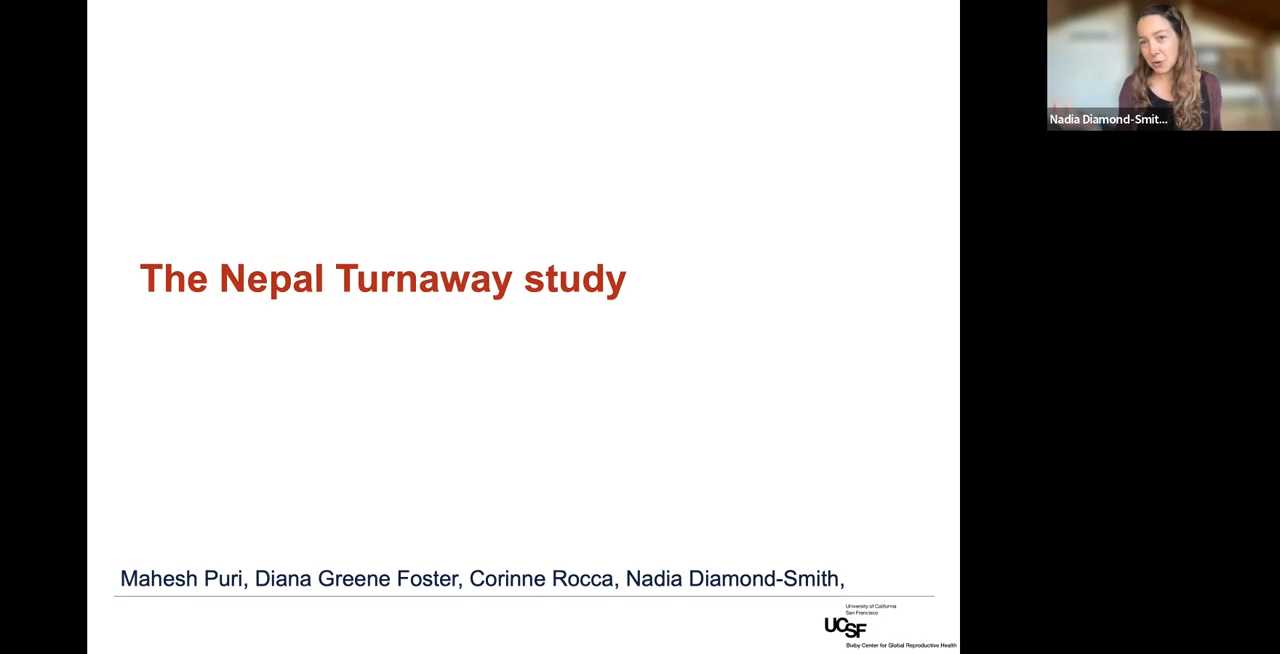 Nadia Diamond-Smit...
The Nepal Turnaway study
Mahesh Puri, Diana Greene Foster, Corinne Rocca, Nadia Diamond-Smith,
University of California
San Francisco
UCSF
Bixby Center for Global Reproductive Health